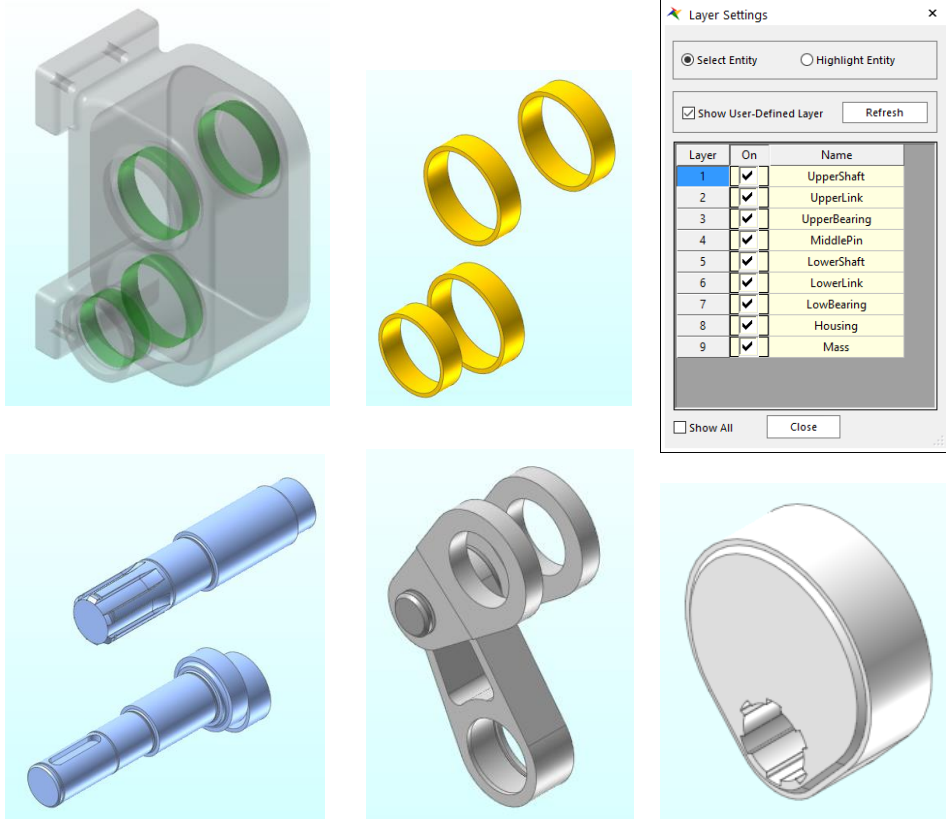 Layer Settings
Select Entity Highlight Entity
Show User-Defined Layer Refresh
Layer On Name
1 UpperShaft
2 UpperLink
3 UpperBearing
4 MiddlePin
5 LowerShaft
6 LowerLink
7 LowBearing
8 Housing
9 Mass
Show All Close